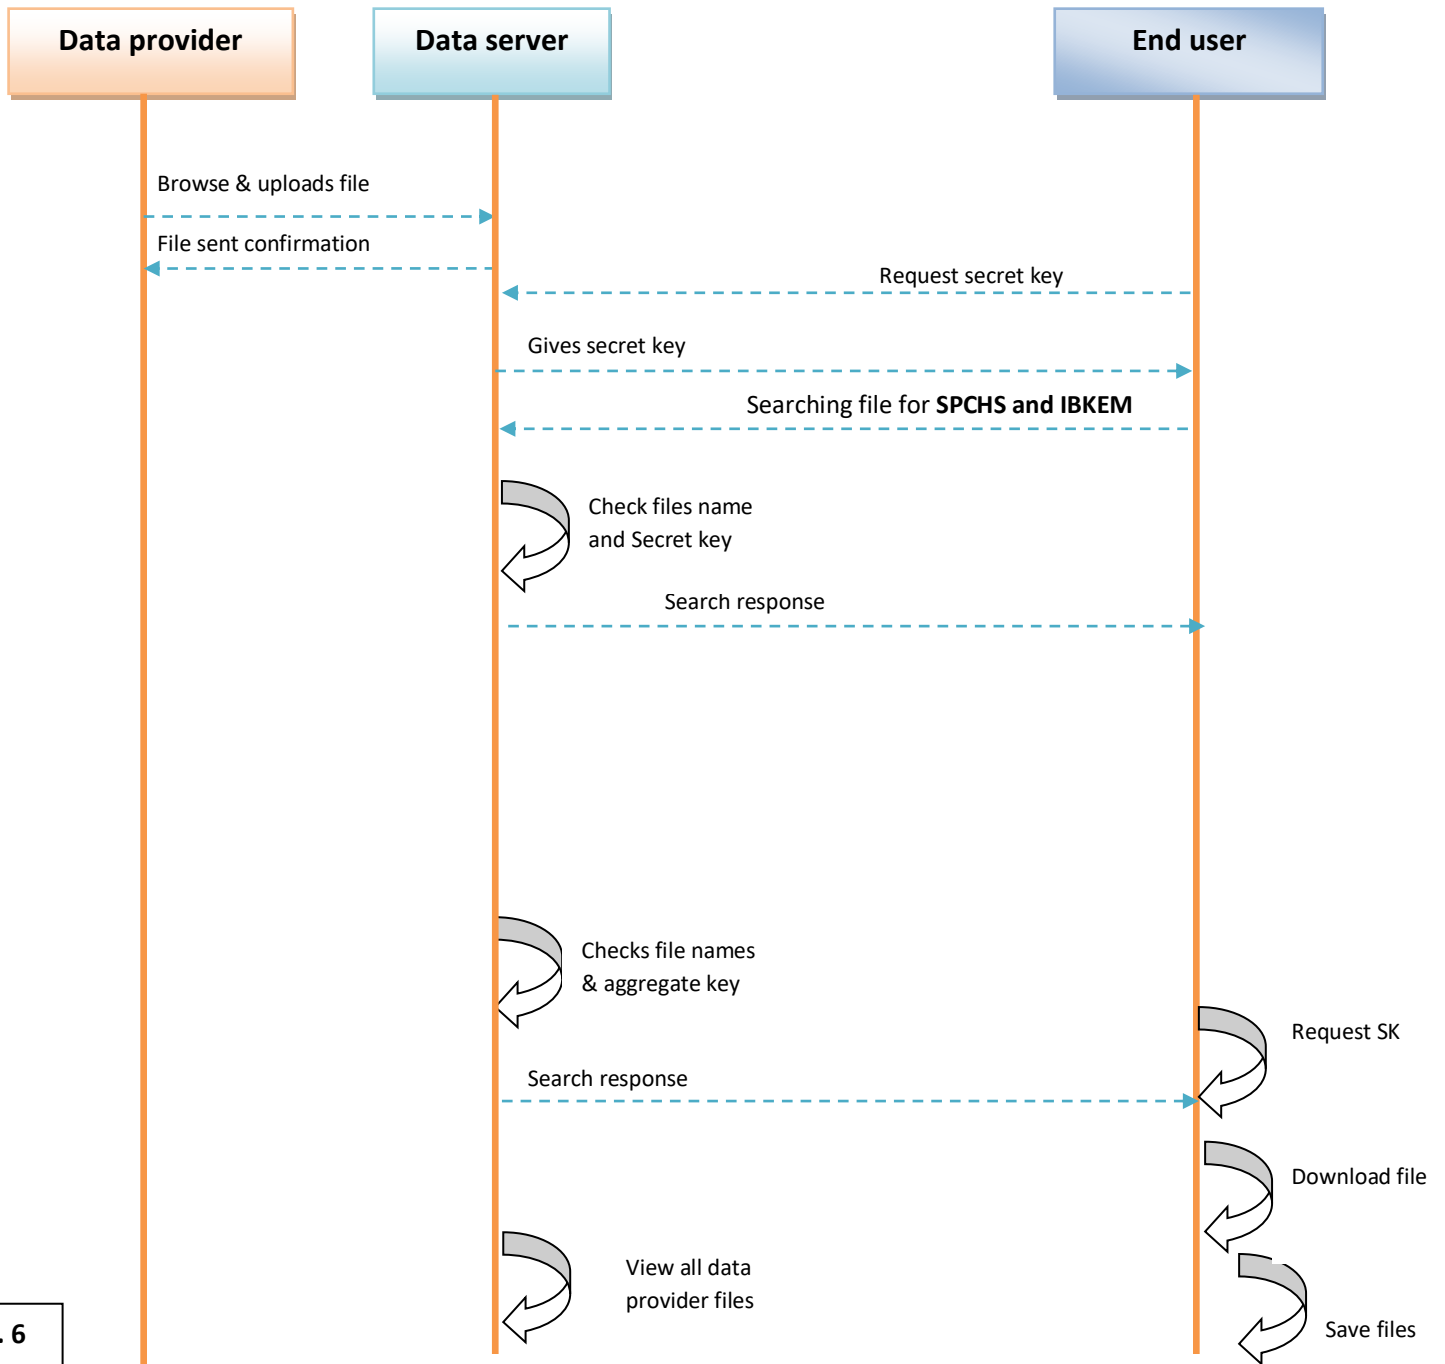 Data provider
Data server
End user
Browse & uploads file
File sent confirmation
Request secret key
Gives secret key
Searching file for SPCHS and IBKEM
Check files name
and Secret key
Search response
Checks file names
& aggregate key
Request SK
Search response
Download file
View all data
provider files
Save files
. 6